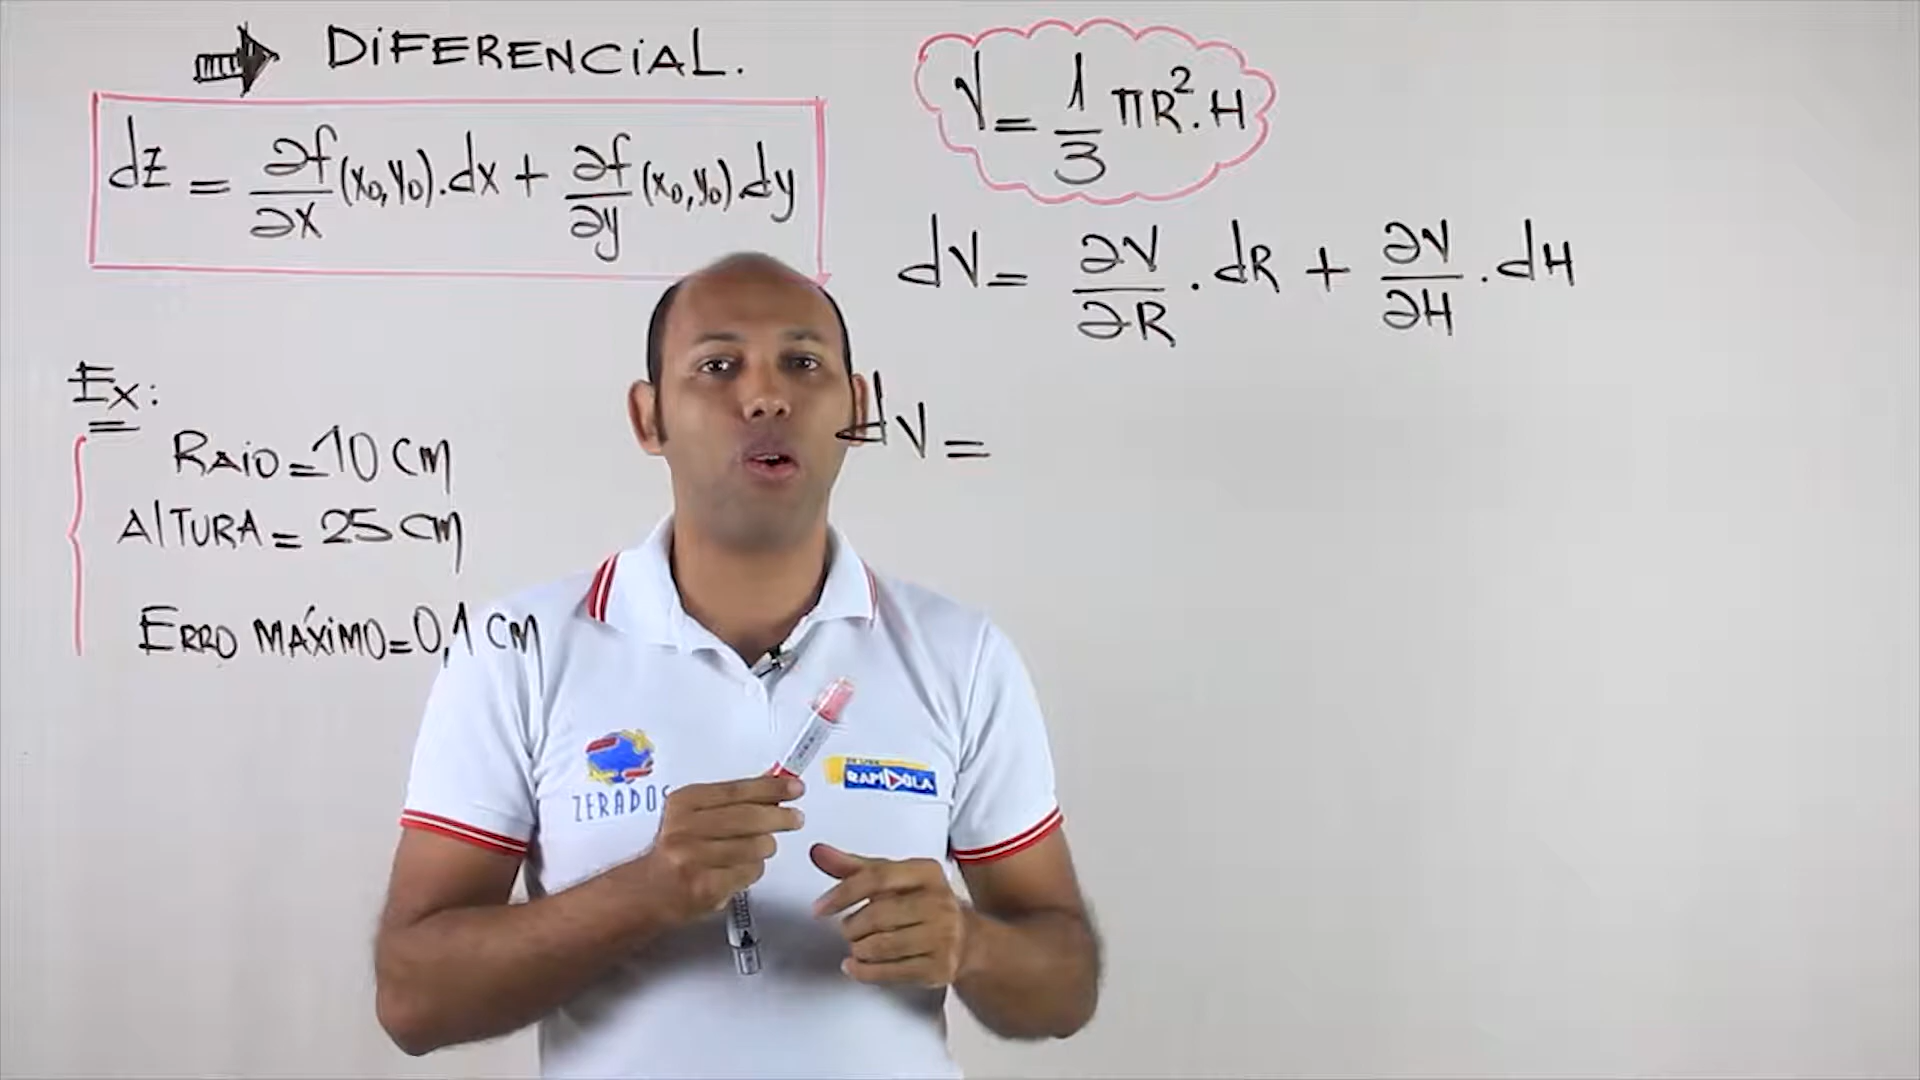 DIFERENCIAL.
dz = ∂f/∂x (x₀,y₀).dx + ∂f/∂y (x₀,y₀).dy
V = 1/3 πR².H
dV = ∂V/∂R . dR + ∂V/∂H . dH
dV =
Ex:
RAIO = 10 cm
ALTURA = 25 cm
ERRO MÁXIMO = 0,1 cm
ZERADOS
RAPIDOLA